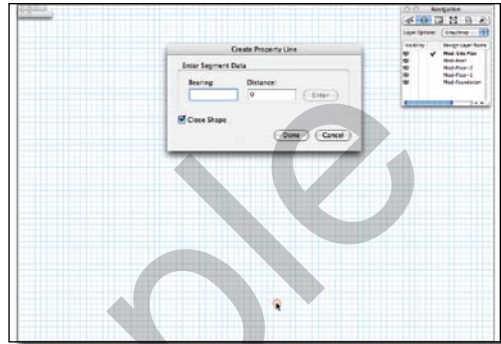 Create Property Line
Enter Segment Data
Bearing:
Distance:
0
Enter
Close Shape
Done
Cancel
Navigation
Layer Options:
Visibility
Design Layer Name
Mod-Site Plan
Mod-Roof
Mod-Floor-2
Mod-Floor-1
Mod-Foundation
ple